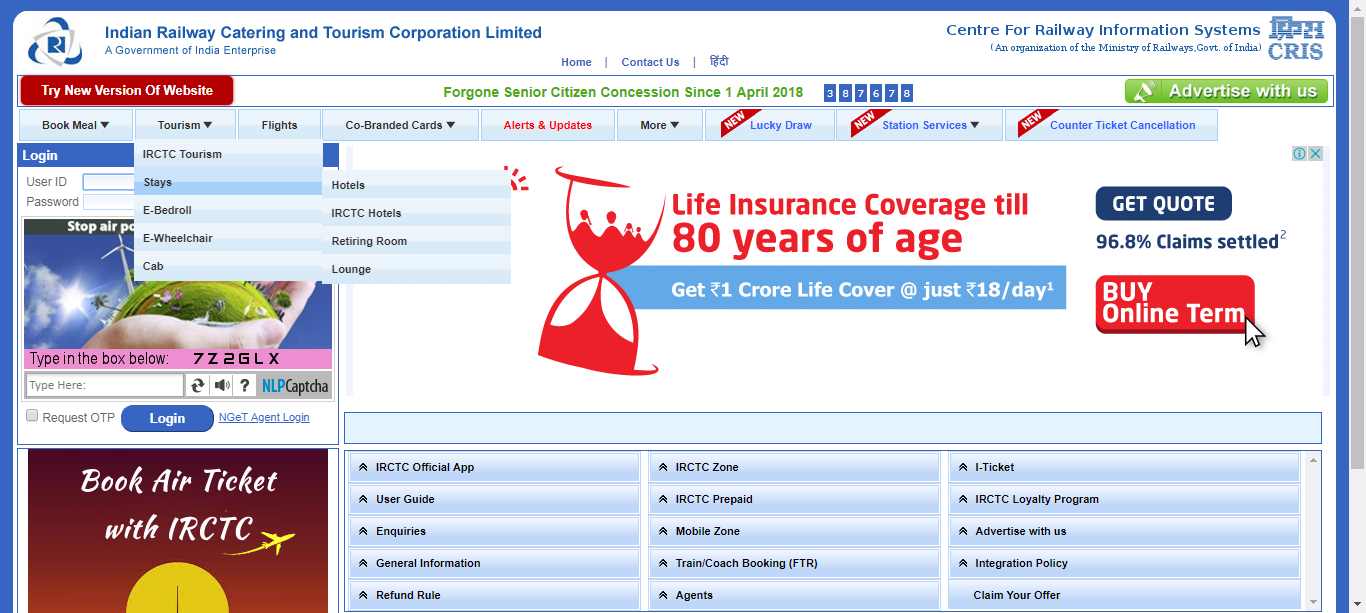 Indian Railway Catering and Tourism Corporation Limited
A Government of India Enterprise
Centre For Railway Information Systems
(An organization of the Ministry of Railways,Govt. of India)
CRIS
Home | Contact Us | हिंदी
Try New Version Of Website
Forgone Senior Citizen Concession Since 1 April 2018
3 8 7 6 7 8
Advertise with us
Book Meal
Tourism
Flights
Co-Branded Cards
Alerts & Updates
More
NEW
Lucky Draw
NEW
Station Services
NEW
Counter Ticket Cancellation
Login
User ID
Password
IRCTC Tourism
Stays
E-Bedroll
E-Wheelchair
Cab
Hotels
IRCTC Hotels
Retiring Room
Lounge
Stop air
Type in the box below: 7Z2GLX
Type Here:
?
NLPCaptcha
Request OTP
Login
NGeT Agent Login
Life Insurance Coverage till
80 years of age
Get ₹1 Crore Life Cover @ just ₹18/day¹
GET QUOTE
96.8% Claims settled²
BUY
Online Term
Book Air Ticket
with IRCTC
IRCTC Official App
IRCTC Zone
I-Ticket
User Guide
IRCTC Prepaid
IRCTC Loyalty Program
Enquiries
Mobile Zone
Advertise with us
General Information
Train/Coach Booking (FTR)
Integration Policy
Refund Rule
Agents
Claim Your Offer